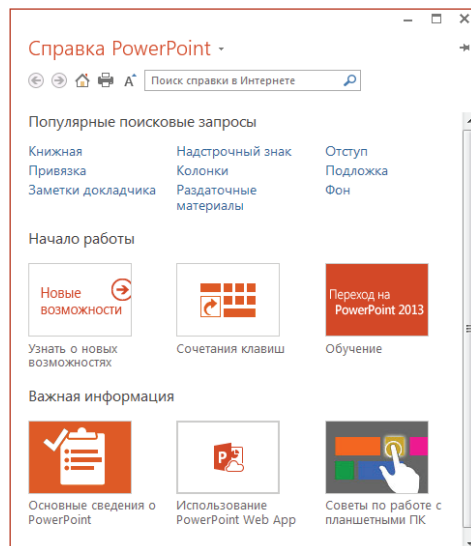 Справка PowerPoint
A
Поиск справки в Интернете
Популярные поисковые запросы
Книжная
Надстрочный знак
Отступ
Привязка
Колонки
Подложка
Заметки докладчика
Раздаточные
материалы
Фон
Начало работы
Новые
возможности
Переход на
PowerPoint 2013
Узнать о новых
возможностях
Сочетания клавиш
Обучение
Важная информация
P
Основные сведения о
PowerPoint
Использование
PowerPoint Web App
Советы по работе с
планшетными ПК